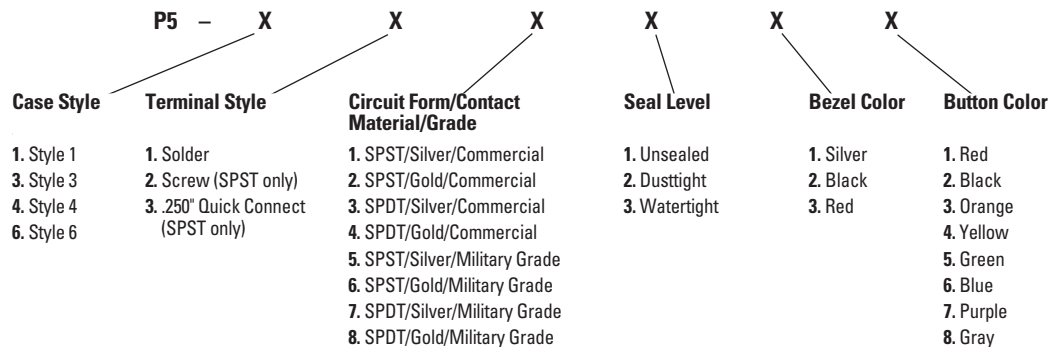 P5 – X X X X X X
Case Style
1. Style 1
3. Style 3
4. Style 4
6. Style 6
Terminal Style
1. Solder
2. Screw (SPST only)
3. .250" Quick Connect
(SPST only)
Circuit Form/Contact
Material/Grade
1. SPST/Silver/Commercial
2. SPST/Gold/Commercial
3. SPDT/Silver/Commercial
4. SPDT/Gold/Commercial
5. SPST/Silver/Military Grade
6. SPST/Gold/Military Grade
7. SPDT/Silver/Military Grade
8. SPDT/Gold/Military Grade
Seal Level
1. Unsealed
2. Dusttight
3. Watertight
Bezel Color
1. Silver
2. Black
3. Red
Button Color
1. Red
2. Black
3. Orange
4. Yellow
5. Green
6. Blue
7. Purple
8. Gray